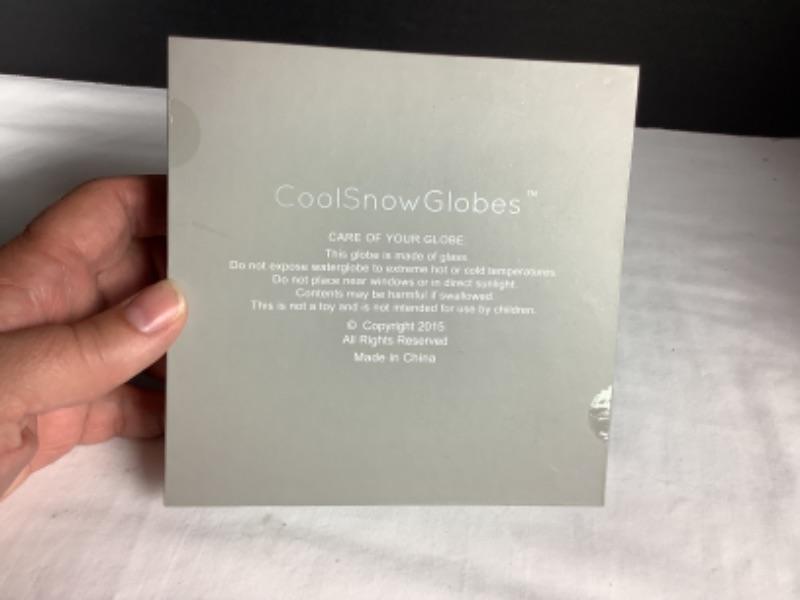 CoolSnowGlobes™
CARE OF YOUR GLOBE:
This globe is made of glass.
Do not expose waterglobe to extreme hot or cold temperatures.
Do not place near windows or in direct sunlight.
Contents may be harmful if swallowed.
This is not a toy and is not intended for use by children.
© Copyright 2015
All Rights Reserved
Made in China